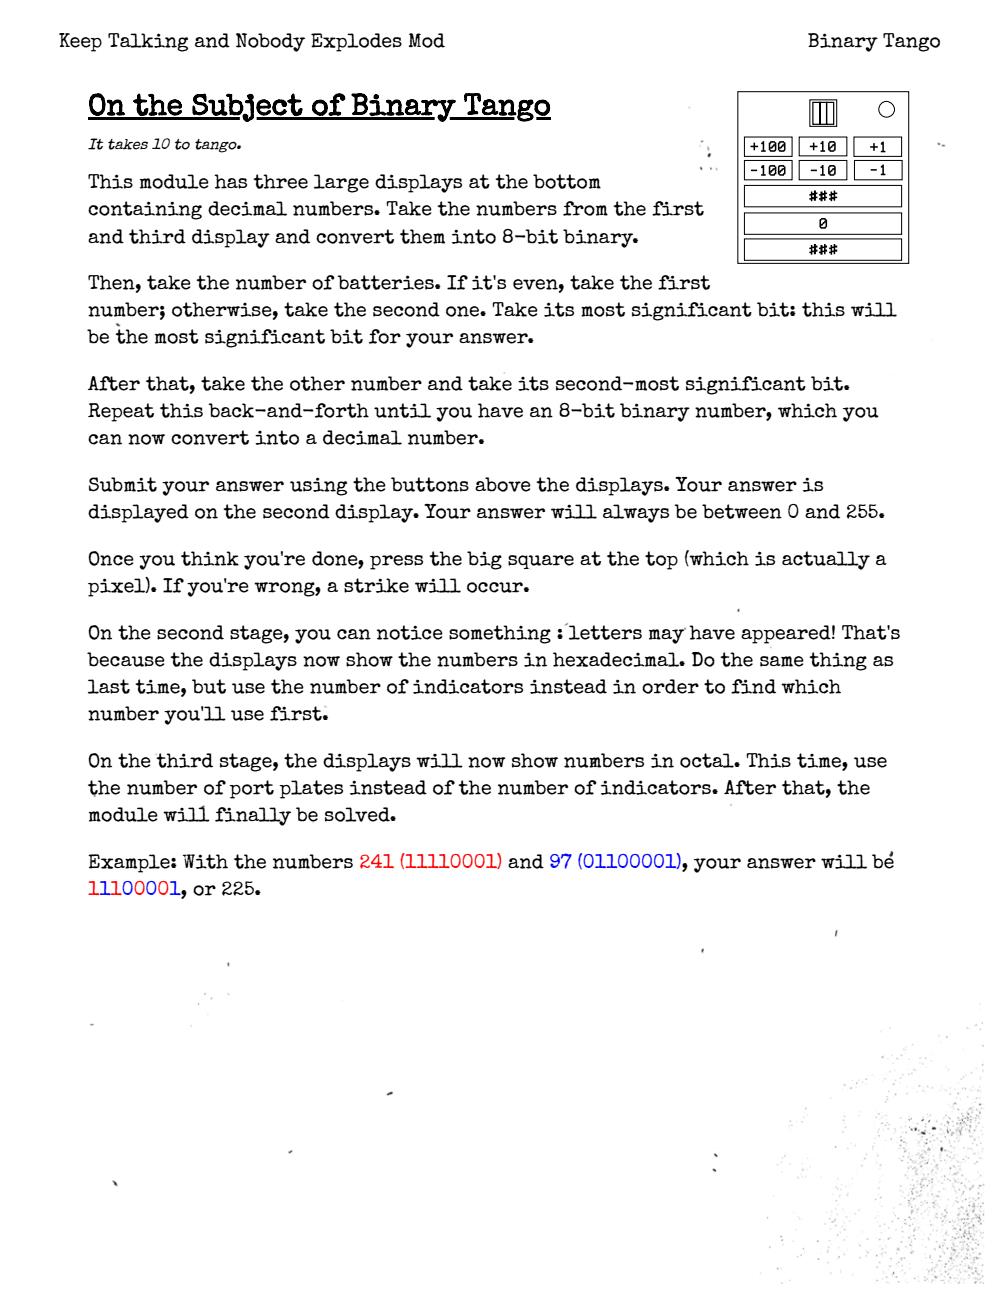 Keep Talking and Nobody Explodes Mod
Binary Tango
On the Subject of Binary Tango
It takes 10 to tango.
+100 +10 +1
-100 -10 -1
###
0
###
This module has three large displays at the bottom
containing decimal numbers. Take the numbers from the first
and third display and convert them into 8-bit binary.
Then, take the number of batteries. If it's even, take the first
number; otherwise, take the second one. Take its most significant bit: this will
be the most significant bit for your answer.
After that, take the other number and take its second-most significant bit.
Repeat this back-and-forth until you have an 8-bit binary number, which you
can now convert into a decimal number.
Submit your answer using the buttons above the displays. Your answer is
displayed on the second display. Your answer will always be between 0 and 255.
Once you think you're done, press the big square at the top (which is actually a
pixel). If you're wrong, a strike will occur.
On the second stage, you can notice something : letters may have appeared! That's
because the displays now show the numbers in hexadecimal. Do the same thing as
last time, but use the number of indicators instead in order to find which
number you'll use first.
On the third stage, the displays will now show numbers in octal. This time, use
the number of port plates instead of the number of indicators. After that, the
module will finally be solved.
Example: With the numbers 241 (11110001) and 97 (01100001), your answer will be
11100001, or 225.